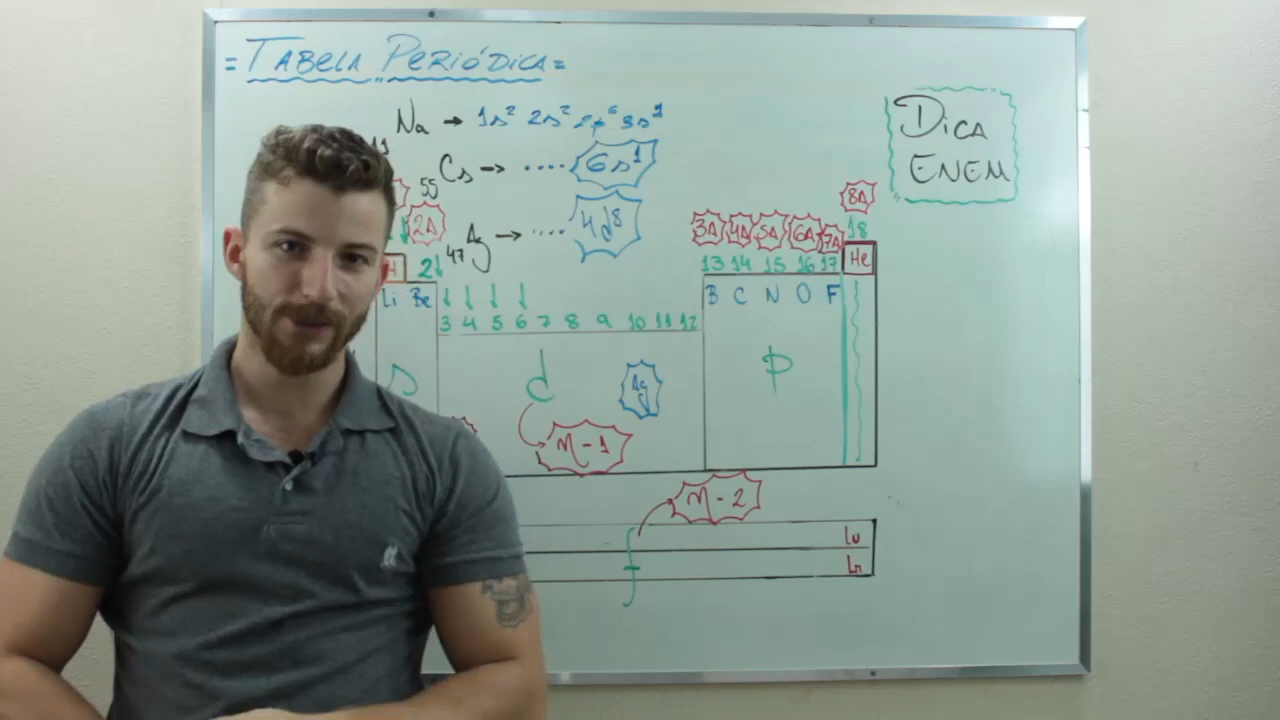 = TABELA PERIÓDICA =
DICA
ENEM
11
Na → 1s² 2s² 2p⁶ 3s¹
55 Cs → ····· 6s¹
47 Ag → ···· 4d⁸
2A
3A 4A 5A 6A 7A
8A
2
13 14 15 16 17
18
He
Li Be
B C N O F
3 4 5 6 7 8 9 10 11 12
s
d
p
Ag
n-1
n-2
f
Lu
Lr